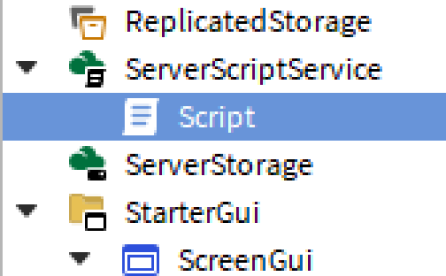 ReplicatedStorage
ServerScriptService
Script
ServerStorage
StarterGui
ScreenGui